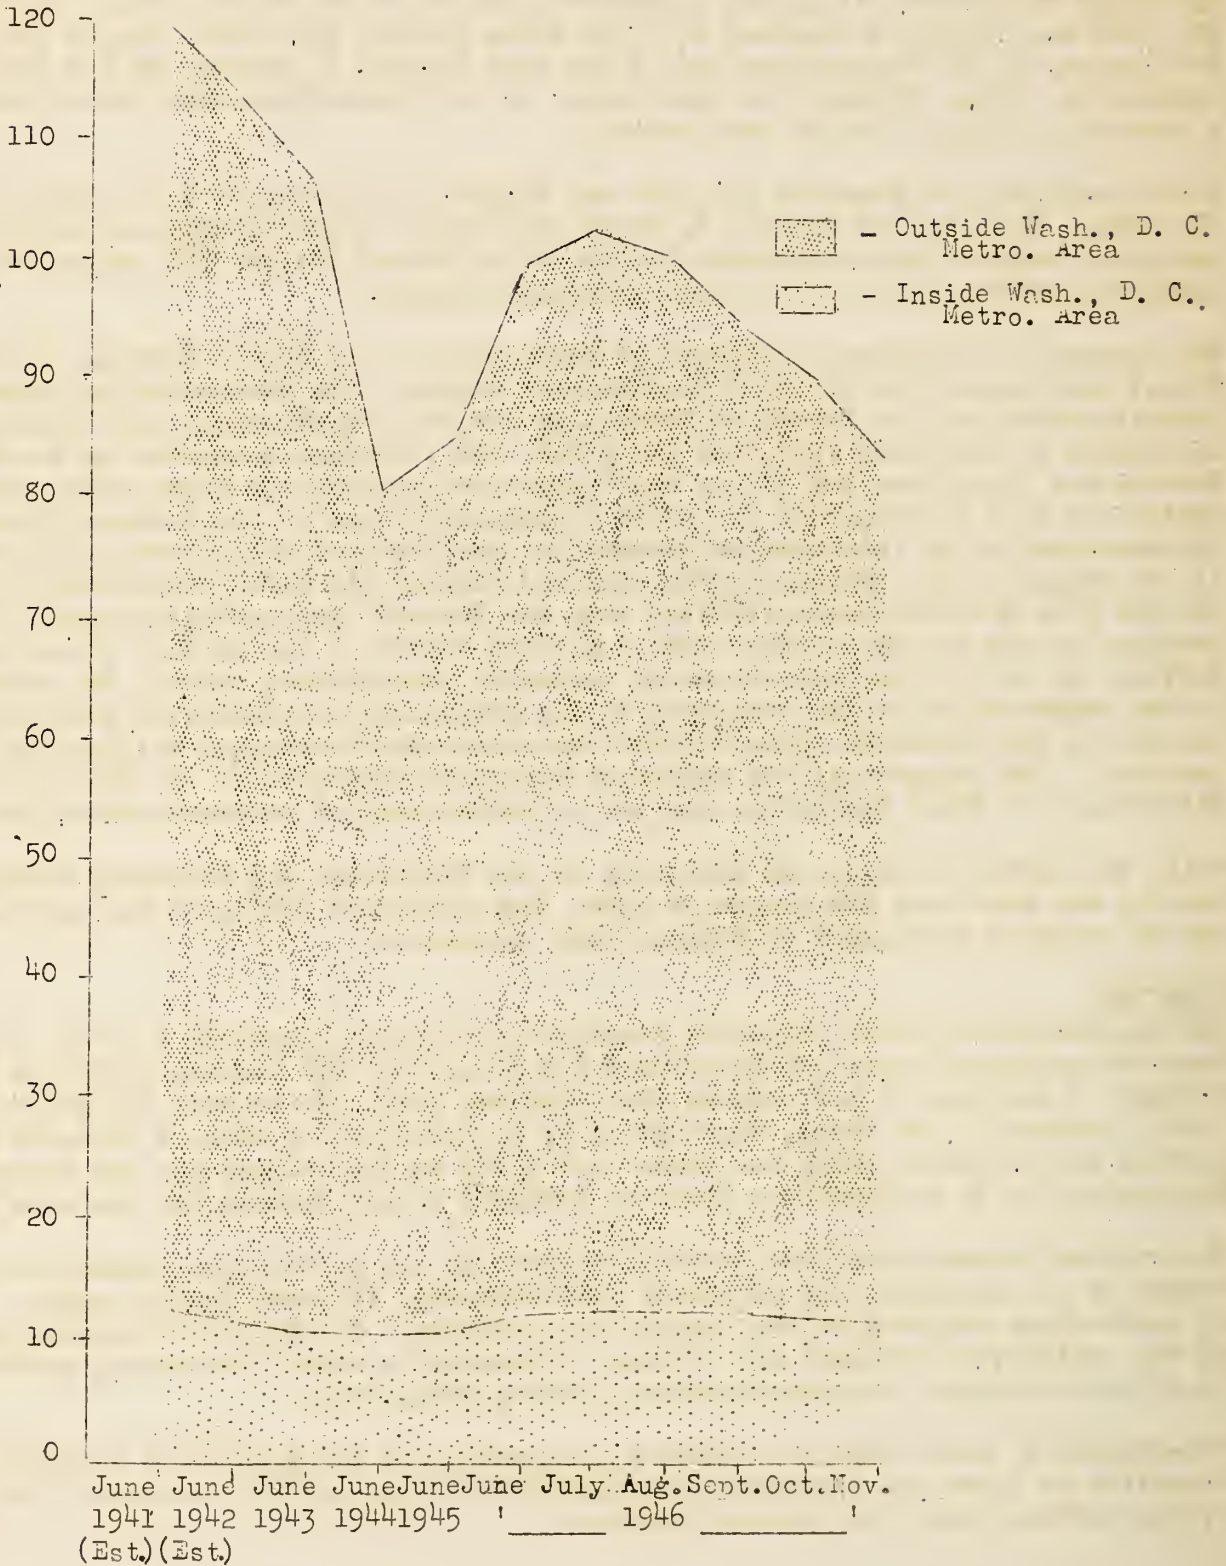 120
110
100
90
80
70
60
50
40
30
20
10
0
- Outside Wash., D. C.
Metro. Area
- Inside Wash., D. C.
Metro. Area
June June June June June June July Aug. Sept. Oct. Nov.
1941 1942 1943 1944 1945 1946
(Est.) (Est.)